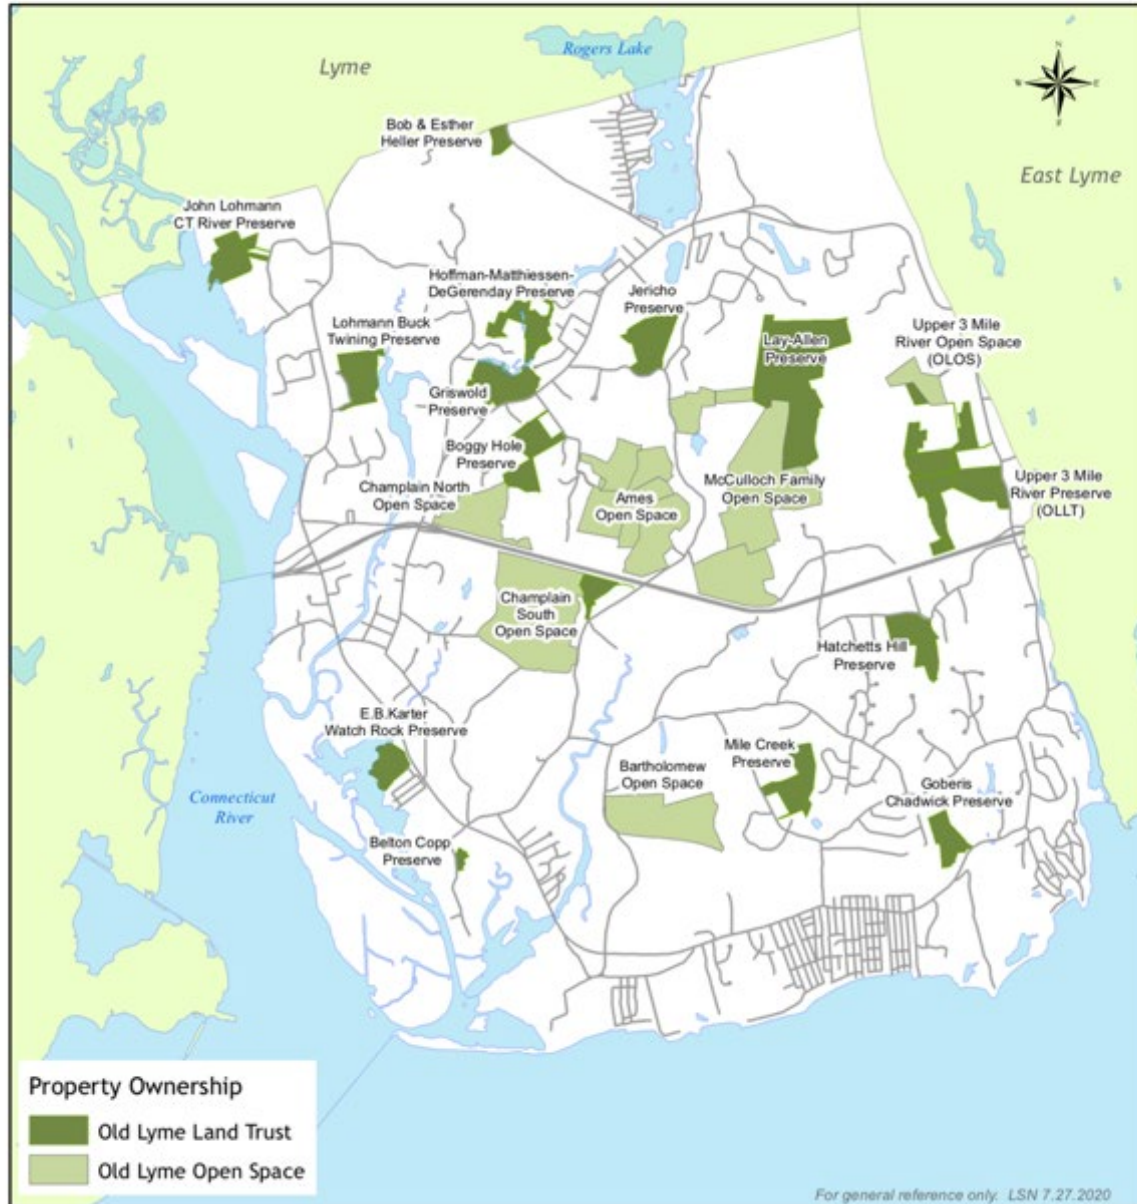 Rogers Lake
Lyme
N
W
E
S
Bob & Esther
Heller Preserve
East Lyme
John Lohmann
CT River Preserve
Hoffman-Matthiessen-
DeGerenday Preserve
Jericho
Preserve
Lohmann Buck
Twining Preserve
Lay-Allen
Preserve
Upper 3 Mile
River Open Space
(OLOS)
Griswold
Preserve
Boggy Hole
Preserve
Champlain North
Open Space
Ames
Open Space
McCulloch Family
Open Space
Upper 3 Mile
River Preserve
(OLLT)
Champlain
South
Open Space
Hatchetts Hill
Preserve
E.B.Karter
Watch Rock Preserve
Mile Creek
Preserve
Bartholomew
Open Space
Goberis
Chadwick Preserve
Connecticut
River
Belton Copp
Preserve
Property Ownership
Old Lyme Land Trust
Old Lyme Open Space
For general reference only. LSN 7.27.2020